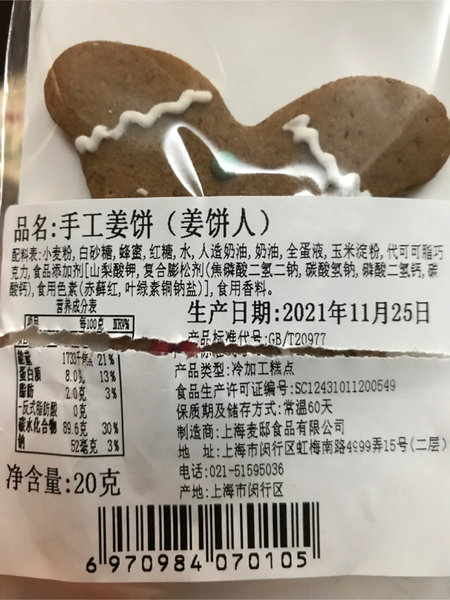 品名:手工姜饼（姜饼人）
配料表:小麦粉,白砂糖,蜂蜜,红糖,水,人造奶油,奶油,全蛋液,玉米淀粉,代可可脂巧
克力,食品添加剂[山梨酸钾,复合膨松剂(焦磷酸二氢二钠,碳酸氢钠,磷酸二氢钙,碳
酸钙),食用色素(赤藓红,叶绿素铜钠盐)],食用香料。
营养成分表
项目 每100克 NRV%
能量 1733千焦 21%
蛋白质 8.0克 13%
脂肪 2.0克 3%
-反式脂肪酸 0克
碳水化合物 89.6克 30%
钠 52毫克 3%
净含量:20克
生产日期:2021年11月25日
产品标准代号:GB/T20977
产品类型:冷加工糕点
食品生产许可证编号:SC12431011200549
保质期及储存方式:常温60天
制造商:上海麦邸食品有限公司
地 址:上海市闵行区虹梅南路4999弄15号(二层)
电话:021-51595036
产地:上海市闵行区
6 970984 070105